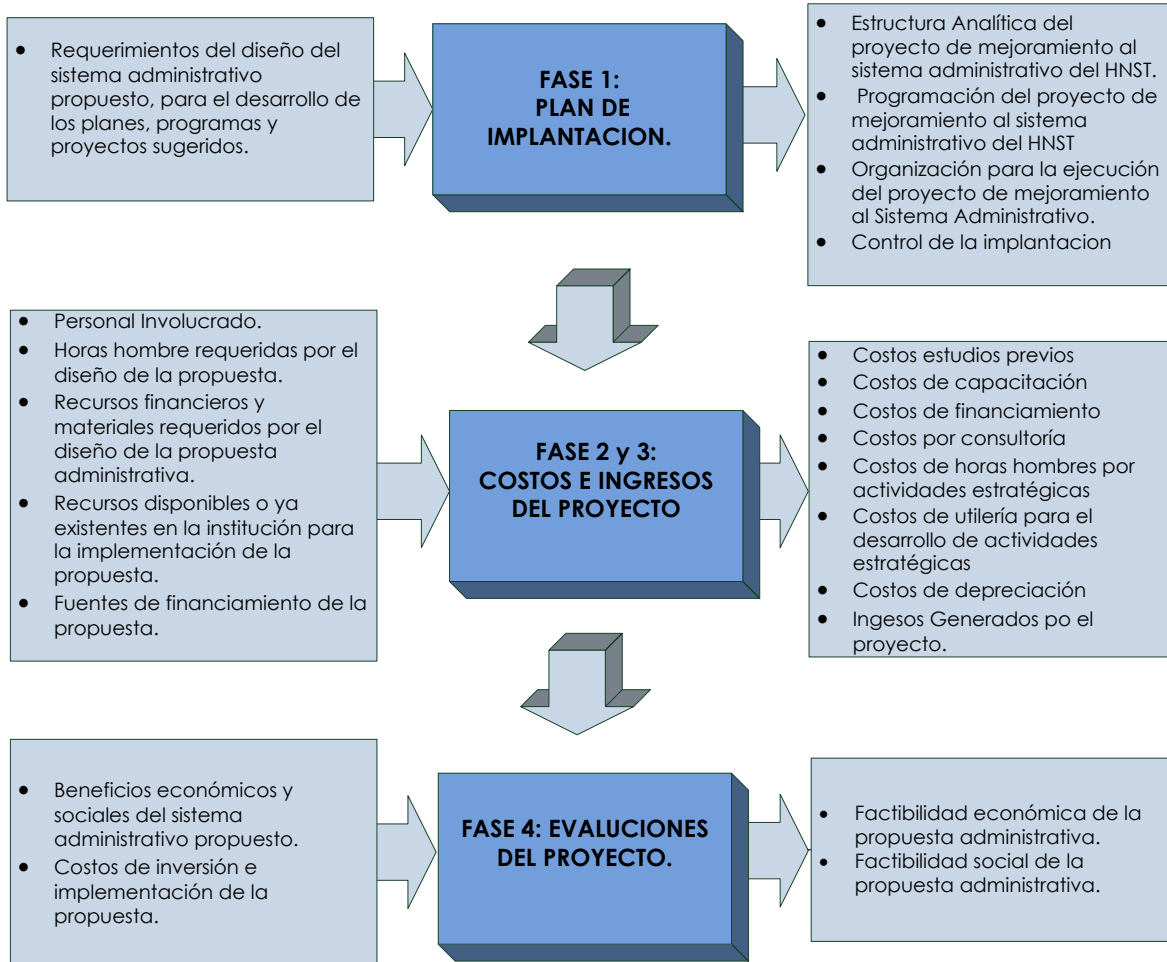 • Requerimientos del diseño del
sistema administrativo
propuesto, para el desarrollo de
los planes, programas y
proyectos sugeridos.
FASE 1:
PLAN DE
IMPLANTACION.
• Estructura Analítica del
proyecto de mejoramiento al
sistema administrativo del HNST.
• Programación del proyecto de
mejoramiento al sistema
administrativo del HNST
• Organización para la ejecución
del proyecto de mejoramiento
al Sistema Administrativo.
• Control de la implantacion
• Personal Involucrado.
• Horas hombre requeridas por el
diseño de la propuesta.
• Recursos financieros y
materiales requeridos por el
diseño de la propuesta
administrativa.
• Recursos disponibles o ya
existentes en la institución para
la implementación de la
propuesta.
• Fuentes de financiamiento de la
propuesta.
FASE 2 y 3:
COSTOS E INGRESOS
DEL PROYECTO
• Costos estudios previos
• Costos de capacitación
• Costos de financiamiento
• Costos por consultoría
• Costos de horas hombres por
actividades estratégicas
• Costos de utilería para el
desarrollo de actividades
estratégicas
• Costos de depreciación
• Ingesos Generados po el
proyecto.
• Beneficios económicos y
sociales del sistema
administrativo propuesto.
• Costos de inversión e
implementación de la
propuesta.
FASE 4: EVALUCIONES
DEL PROYECTO.
• Factibilidad económica de la
propuesta administrativa.
• Factibilidad social de la
propuesta administrativa.